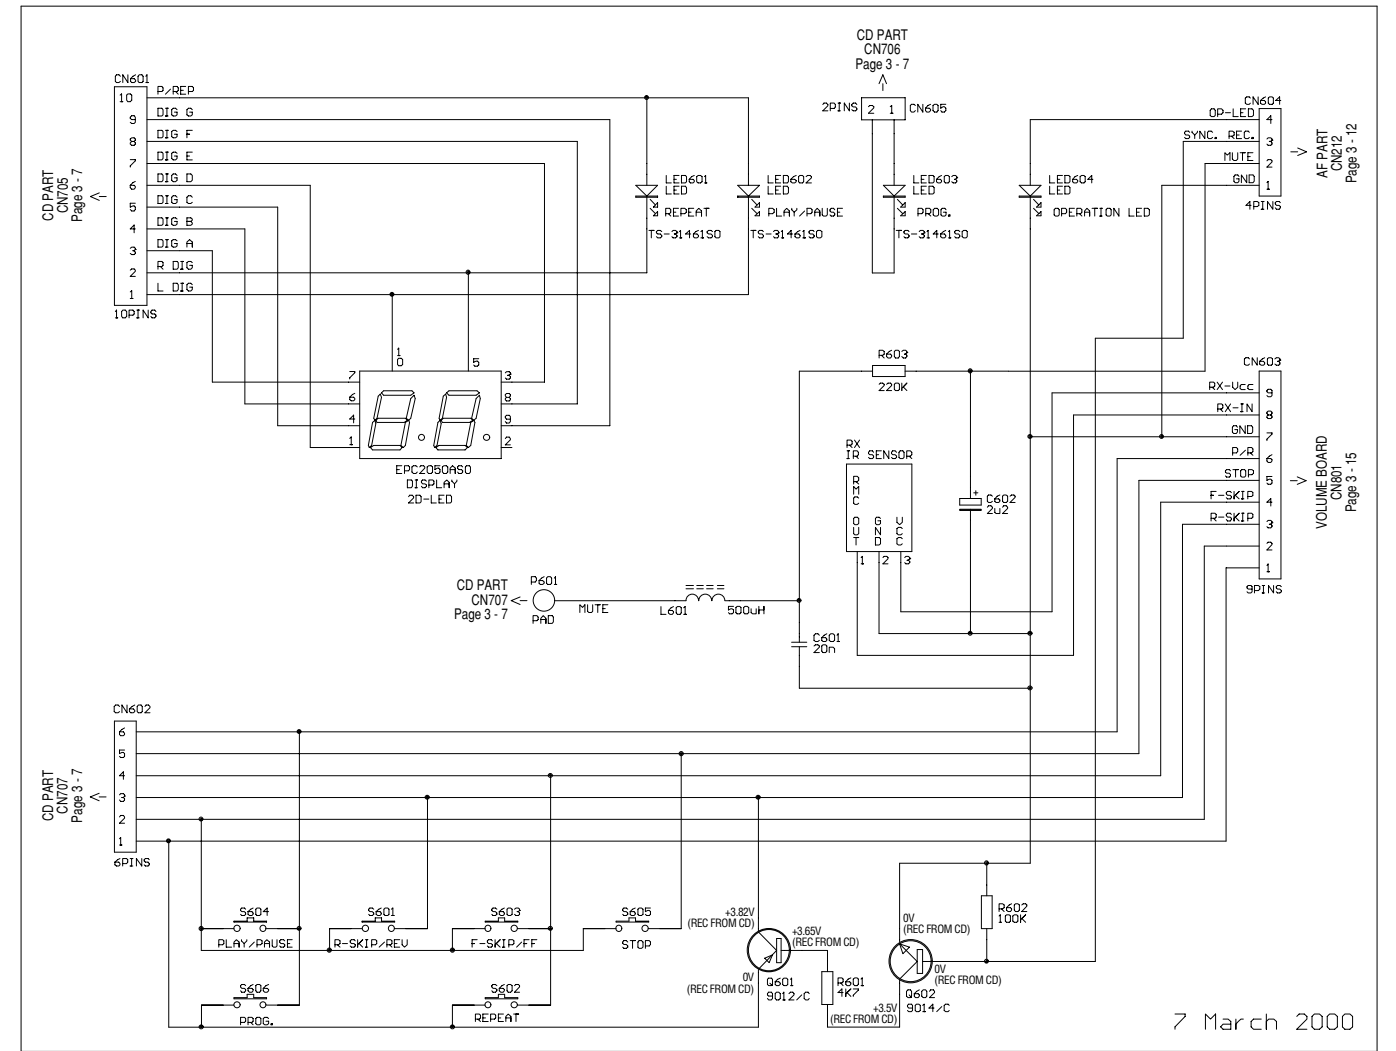 CD PART
CN706
Page 3 - 7
2PINS
2 1
CN605
CN601
10
9
8
7
6
5
4
3
2
1
10PINS
P/REP
DIG G
DIG F
DIG E
DIG D
DIG C
DIG B
DIG A
R DIG
L DIG
CD PART
CN705
Page 3 - 7
LED601
LED
REPEAT
TS-31461SO
LED602
LED
PLAY/PAUSE
TS-31461SO
LED603
LED
PROG.
TS-31461SO
LED604
LED
OPERATION LED
CN604
OP-LED 4
SYNC. REC. 3
MUTE 2
GND 1
4PINS
AF PART
CN212
Page 3 - 12
1
0
5
7
6
4
1
3
8
9
2
EPC2050ASO
DISPLAY
2D-LED
R603
220K
CN603
RX-Vcc 9
RX-IN 8
GND 7
P/R 6
STOP 5
F-SKIP 4
R-SKIP 3
2
1
9PINS
VOLUME BOARD
CN801
Page 3 - 15
RX
IR SENSOR
RMC OUT
GND
VCC
1 2 3
+
C602
2u2
CD PART
CN707
Page 3 - 7
P601
PAD
MUTE
L601
500uH
C601
20n
CN602
6
5
4
3
2
1
6PINS
CD PART
CN707
Page 3 - 7
S604
PLAY/PAUSE
S601
R-SKIP/REV
S603
F-SKIP/FF
S605
STOP
S606
PROG.
S602
REPEAT
+3.82V
(REC FROM CD)
+3.65V
(REC FROM CD)
0V
(REC FROM CD)
Q601
9012/C
R601
4K7
0V
(REC FROM CD)
R602
100K
0V
(REC FROM CD)
Q602
9014/C
+3.5V
(REC FROM CD)
7 March 2000